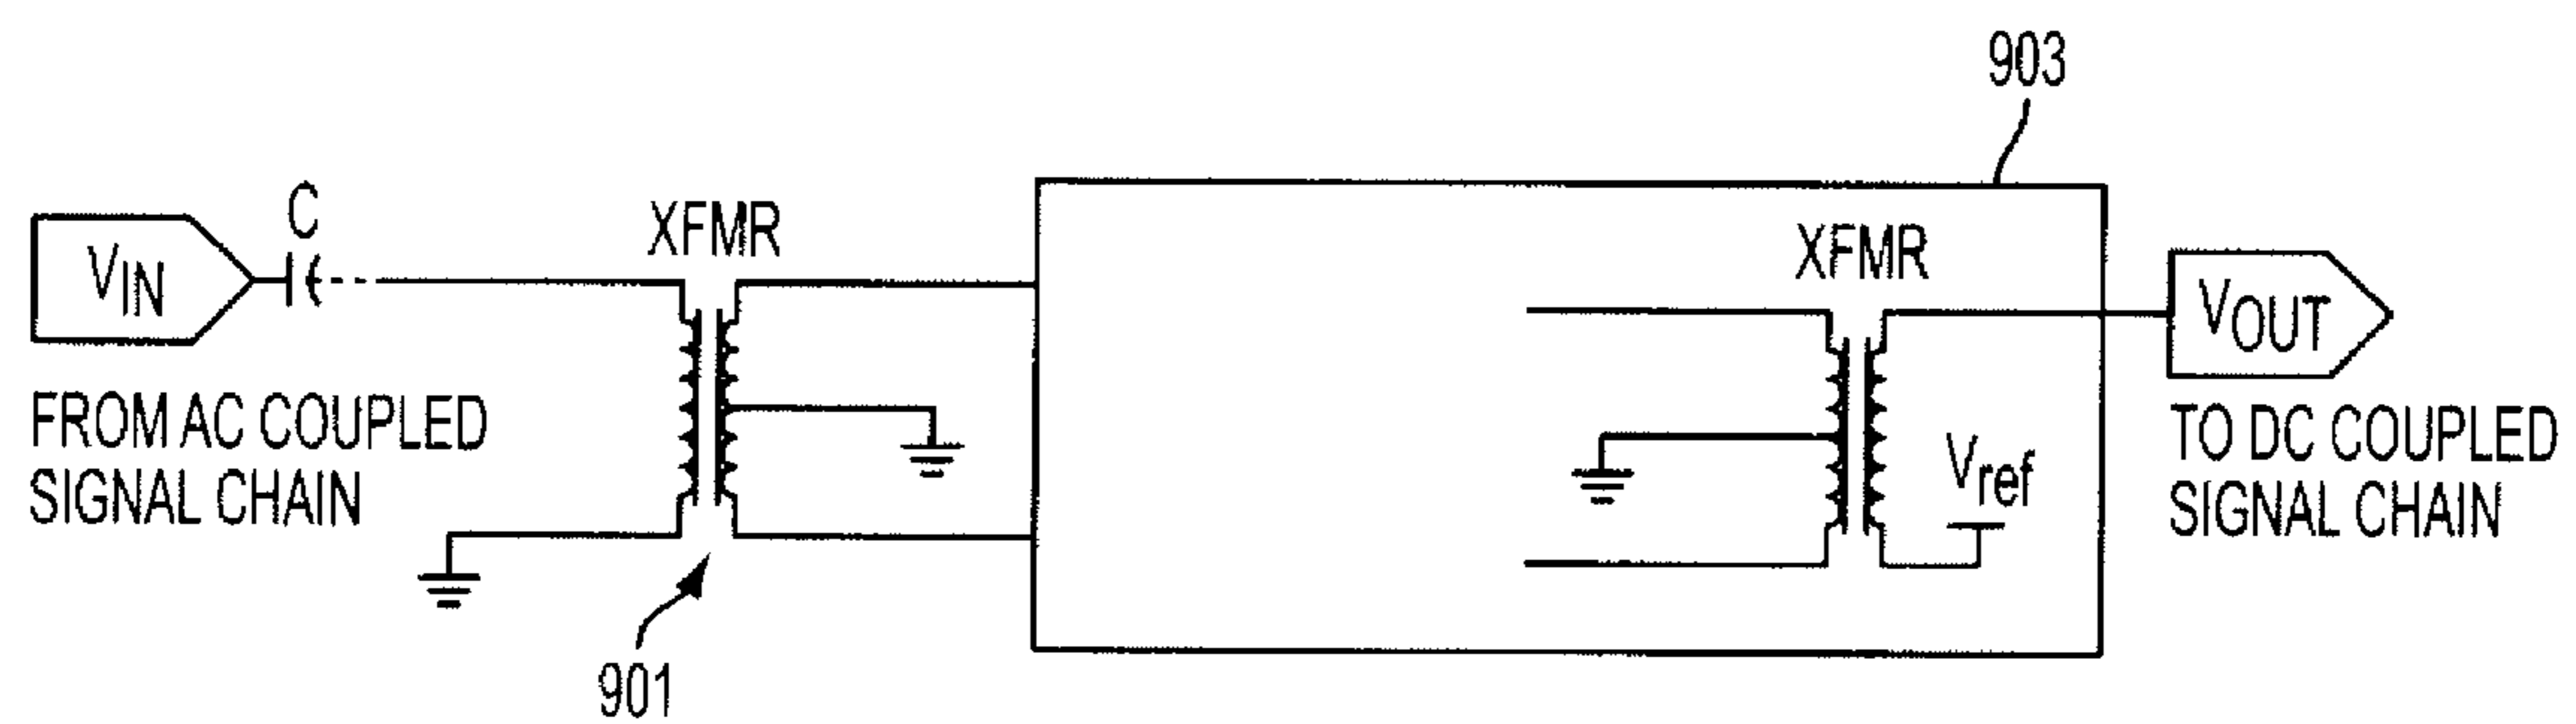 903
C
XFMR
VIN
XFMR
VOUT
FROM AC COUPLED
SIGNAL CHAIN
Vref
TO DC COUPLED
SIGNAL CHAIN
901